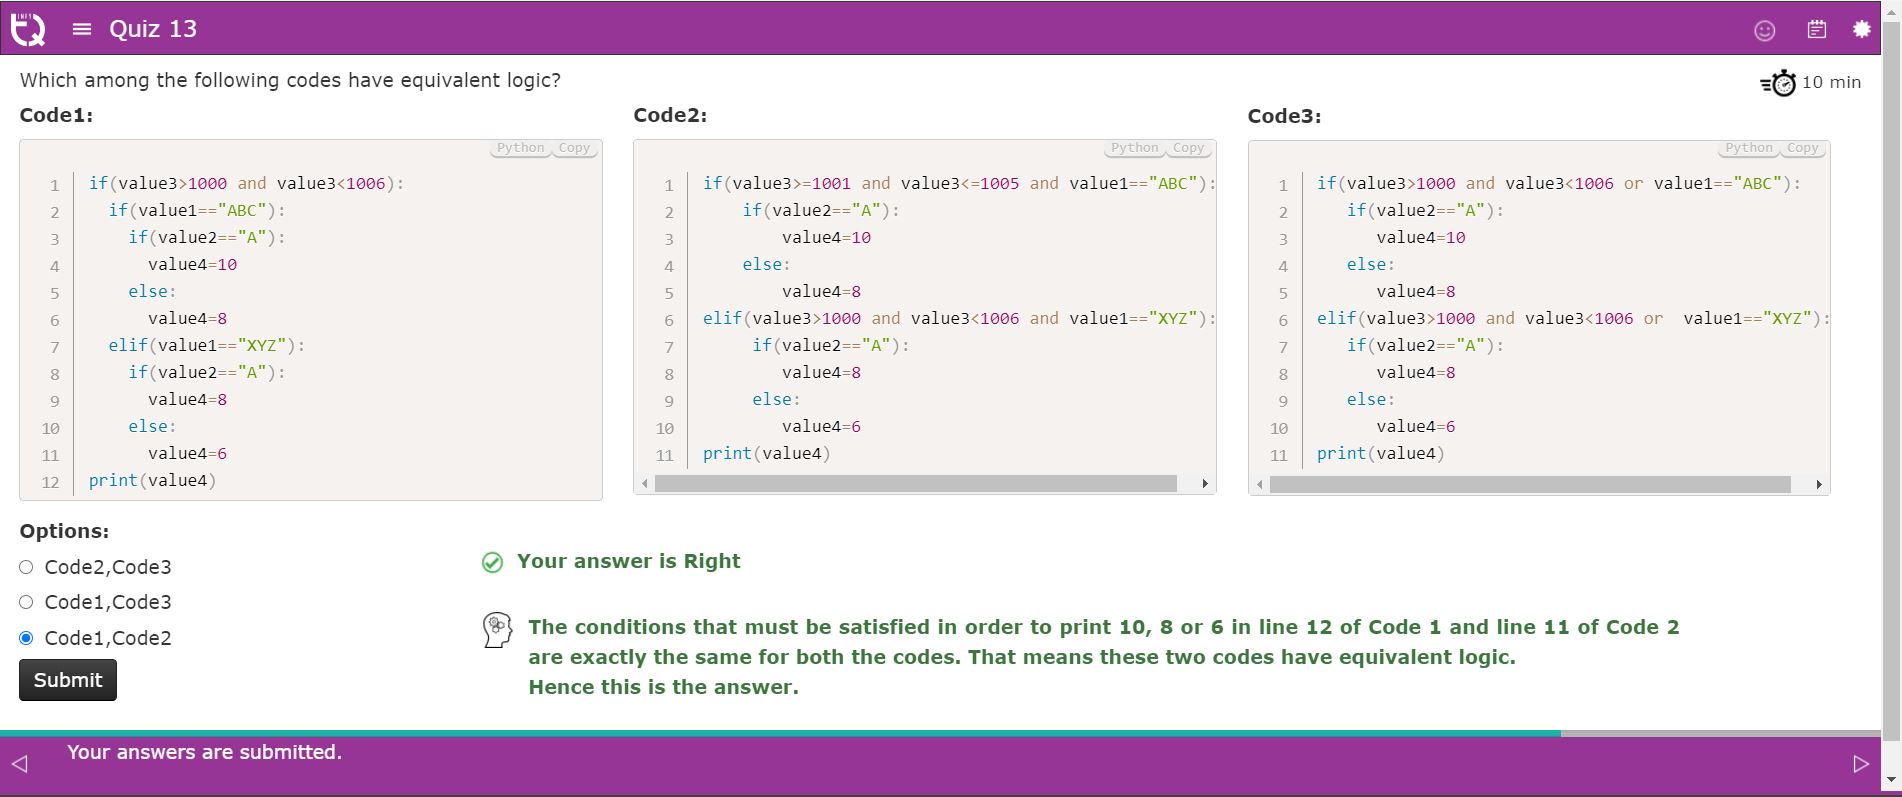 INFY
TQ
Quiz 13
Which among the following codes have equivalent logic?
10 min
Code1:
Python Copy
1 if(value3>1000 and value3<1006):
2   if(value1=="ABC"):
3     if(value2=="A"):
4       value4=10
5     else:
6       value4=8
7   elif(value1=="XYZ"):
8     if(value2=="A"):
9       value4=8
10     else:
11       value4=6
12 print(value4)
Code2:
Python Copy
1 if(value3>=1001 and value3<=1005 and value1=="ABC"):
2     if(value2=="A"):
3         value4=10
4     else:
5         value4=8
6 elif(value3>1000 and value3<1006 and value1=="XYZ"):
7      if(value2=="A"):
8         value4=8
9      else:
10         value4=6
11 print(value4)
Code3:
Python Copy
1 if(value3>1000 and value3<1006 or value1=="ABC"):
2    if(value2=="A"):
3       value4=10
4    else:
5       value4=8
6 elif(value3>1000 and value3<1006 or  value1=="XYZ"):
7    if(value2=="A"):
8       value4=8
9    else:
10       value4=6
11 print(value4)
Options:
Code2,Code3
Code1,Code3
Code1,Code2
Submit
Your answer is Right
The conditions that must be satisfied in order to print 10, 8 or 6 in line 12 of Code 1 and line 11 of Code 2
are exactly the same for both the codes. That means these two codes have equivalent logic.
Hence this is the answer.
Your answers are submitted.